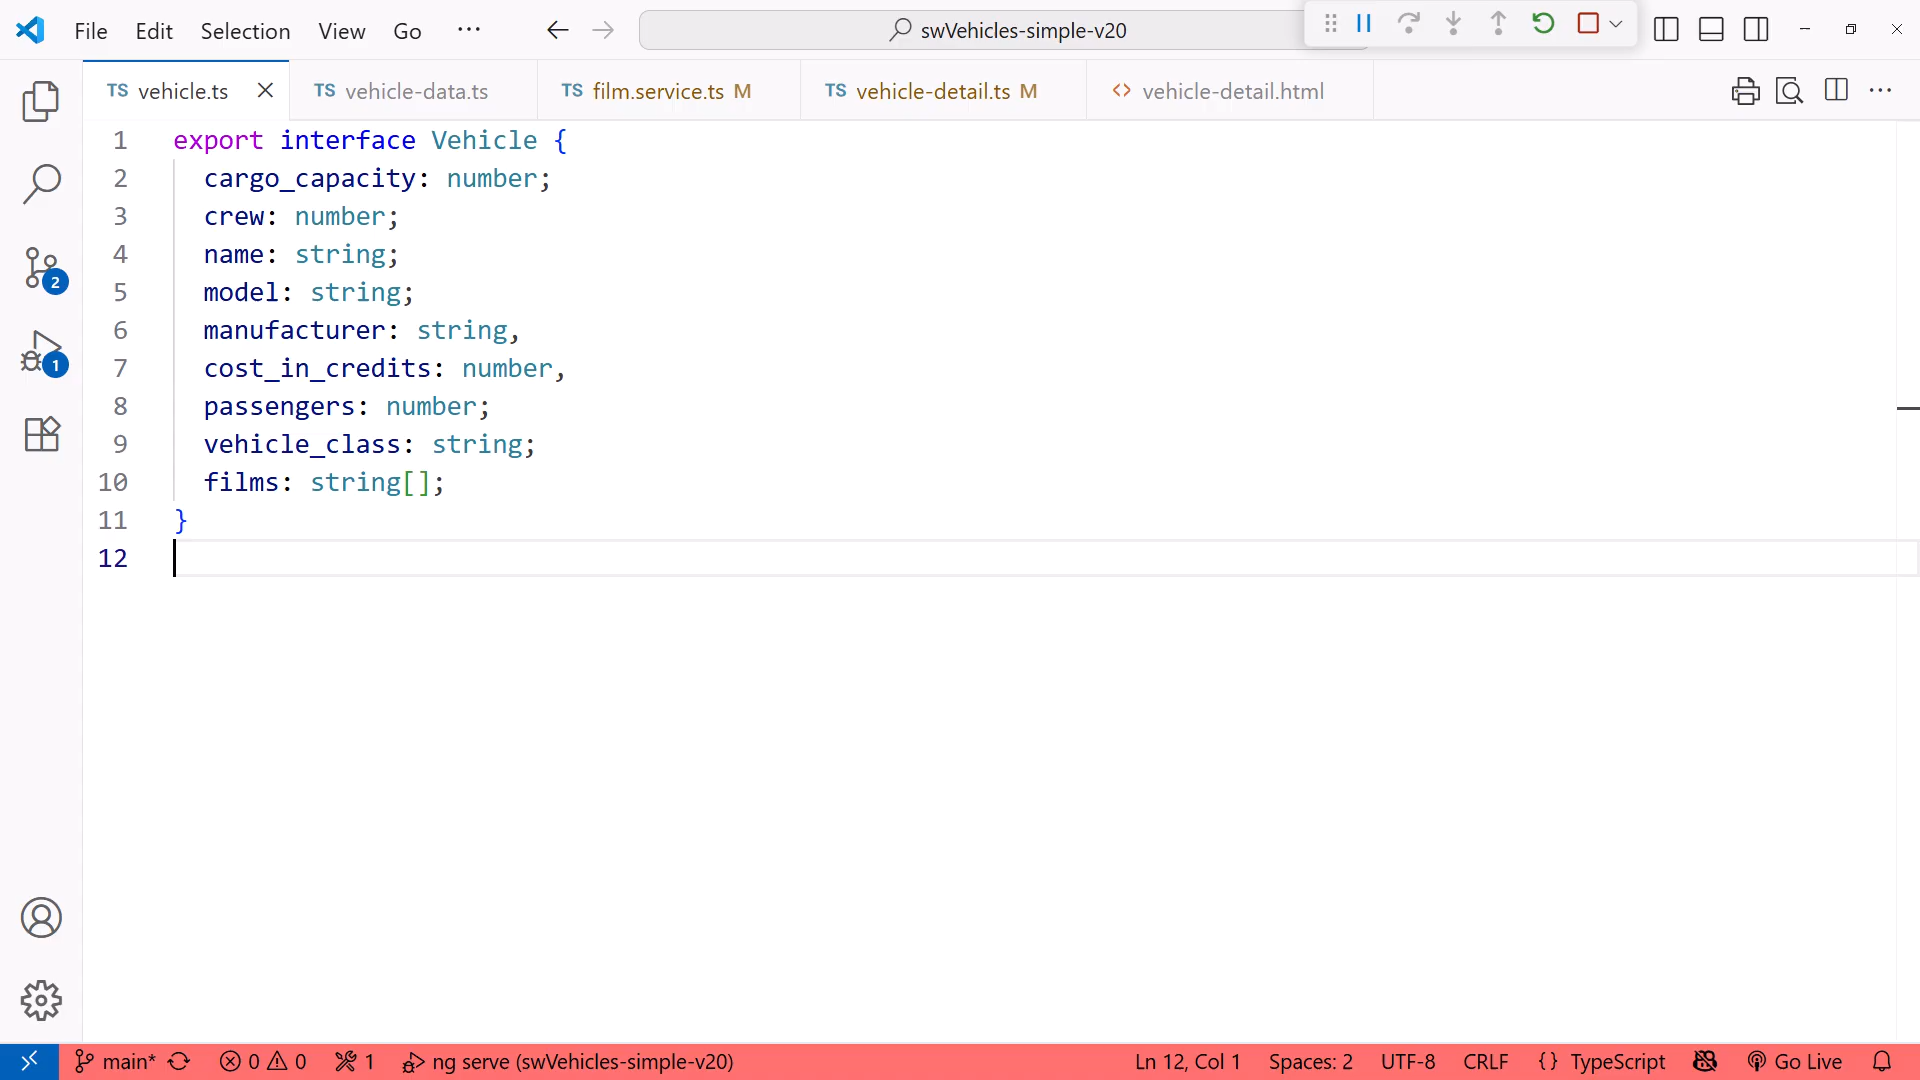 File Edit Selection View Go ··· swVehicles-simple-v20
TS vehicle.ts TS vehicle-data.ts TS film.service.ts M TS vehicle-detail.ts M <> vehicle-detail.html
1 export interface Vehicle {
2 cargo_capacity: number;
3 crew: number;
4 name: string;
5 model: string;
6 manufacturer: string,
7 cost_in_credits: number,
8 passengers: number;
9 vehicle_class: string;
10 films: string[];
11 }
12
2
1
main* 0 0 1 ng serve (swVehicles-simple-v20) Ln 12, Col 1 Spaces: 2 UTF-8 CRLF {} TypeScript Go Live